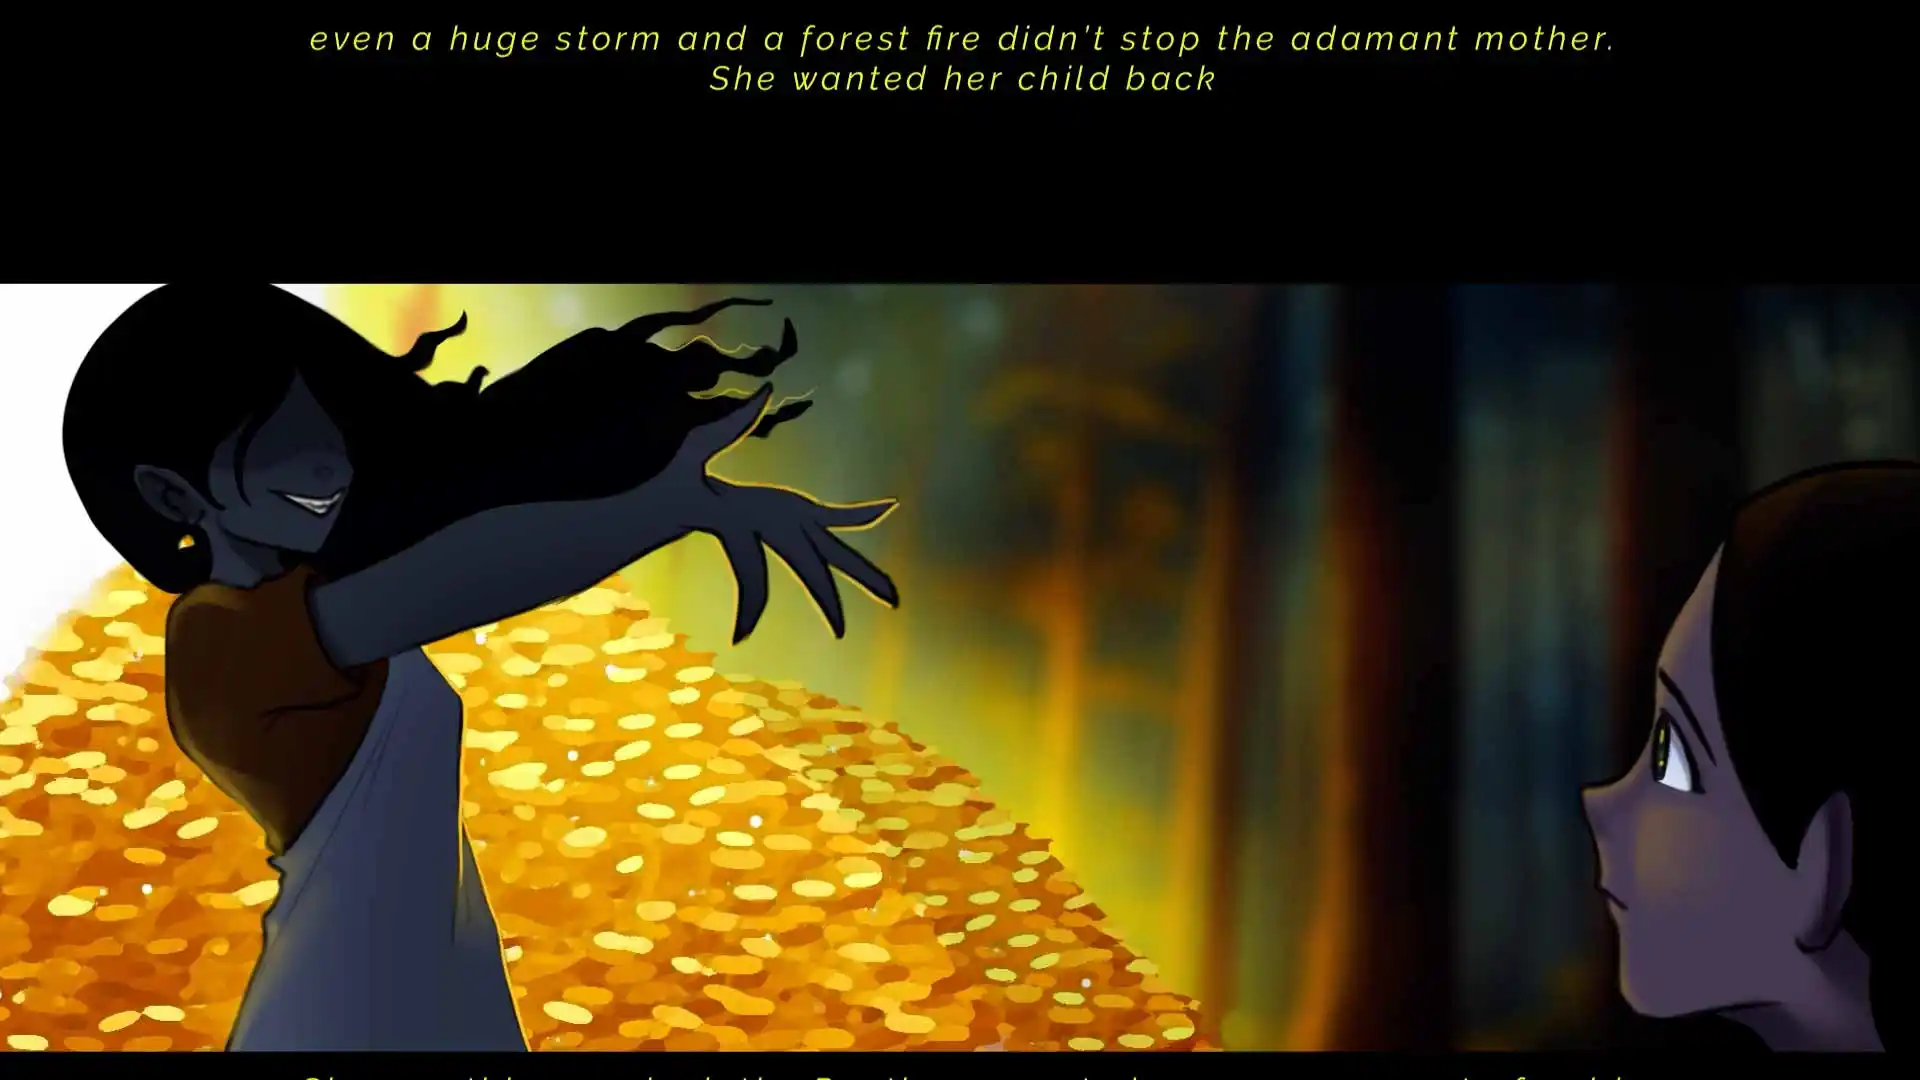 even a huge storm and a forest fire didn't stop the adamant mother.
She wanted her child back